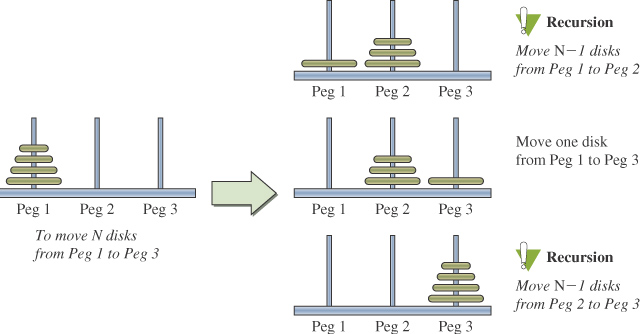 Recursion
Move N−1 disks
from Peg 1 to Peg 2
Peg 1 Peg 2 Peg 3
Move one disk
from Peg 1 to Peg 3
Peg 1 Peg 2 Peg 3
Peg 1 Peg 2 Peg 3
To move N disks
from Peg 1 to Peg 3
Recursion
Move N−1 disks
from Peg 2 to Peg 3
Peg 1 Peg 2 Peg 3